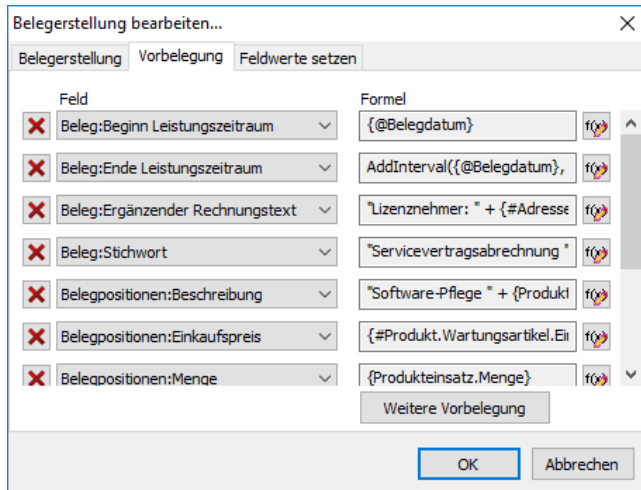 Belegerstellung bearbeiten...
Belegerstellung Vorbelegung Feldwerte setzen
Feld Formel
Beleg:Beginn Leistungszeitraum {@Belegdatum} f(x)
Beleg:Ende Leistungszeitraum AddInterval({@Belegdatum}, f(x)
Beleg:Ergänzender Rechnungstext "Lizenznehmer: " + {#Adresse f(x)
Beleg:Stichwort "Servicevertragsabrechnung " f(x)
Belegpositionen:Beschreibung "Software-Pflege " + {Produkt f(x)
Belegpositionen:Einkaufspreis {#Produkt.Wartungsartikel.Ein f(x)
Belegpositionen:Menge {Produkteinsatz.Menge} f(x)
Weitere Vorbelegung
OK Abbrechen